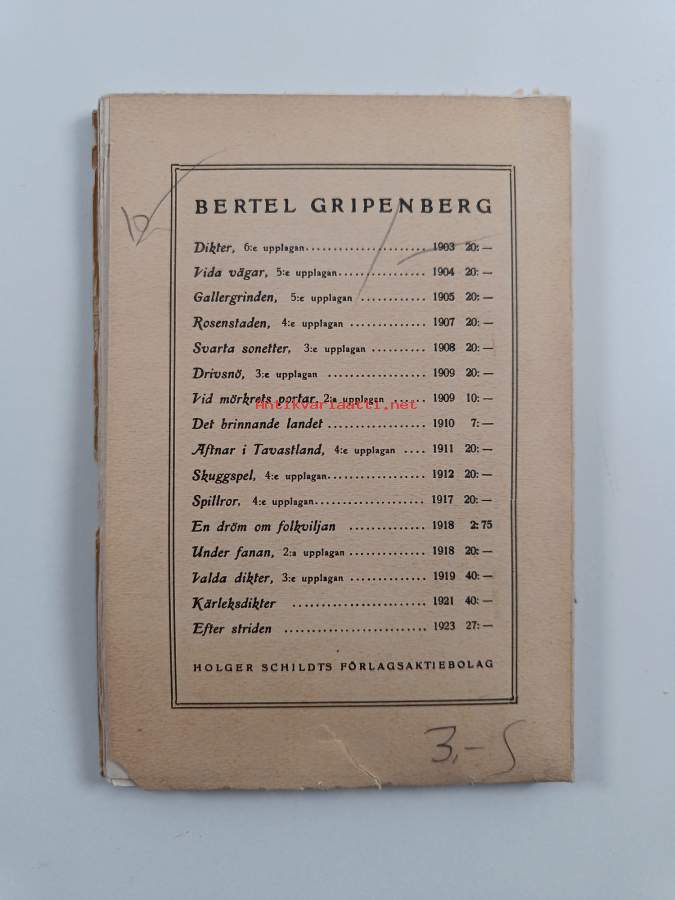 BERTEL GRIPENBERG
Dikter, 6:e upplagan...................... 1903 20: —
Vida vägar, 5:e upplagan................ 1904 20: —
Gallergrinden, 5:e upplagan ............ 1905 20: —
Rosenstaden, 4:e upplagan .............. 1907 20: —
Svarta sonetter, 3:e upplagan .......... 1908 20: —
Drivsnö, 3:e upplagan .................. 1909 20: —
Vid mörkrets portar, 2:a upplagan ...... 1909 10: —
Antikvariaatti.net
Det brinnande landet .................. 1910 7: —
Aftnar i Tavastland, 4:e upplagan .... 1911 20: —
Skuggspel, 4:e upplagan.................. 1912 20: —
Spillror, 4:e upplagan.................... 1917 20: —
En dröm om folkviljan .............. 1918 2: 75
Under fanan, 2:a upplagan.............. 1918 20: —
Valda dikter, 3:e upplagan .............. 1919 40: —
Kärleksdikter ........................ 1921 40: —
Efter striden .......................... 1923 27: —
HOLGER SCHILDTS FÖRLAGSAKTIEBOLAG
3,-